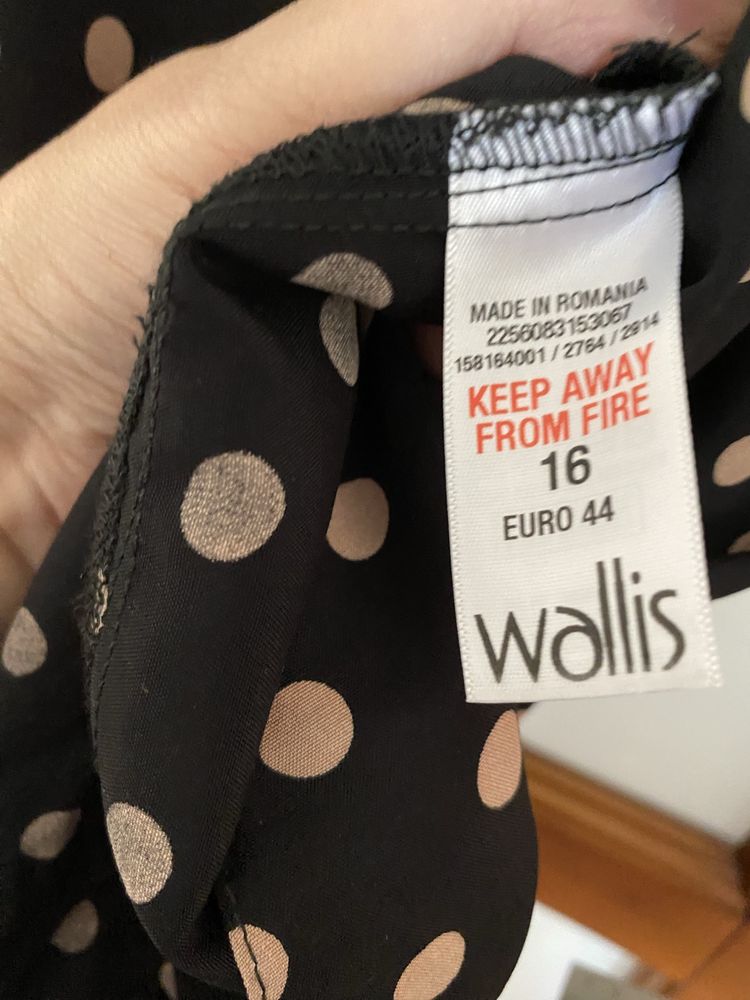 MADE IN ROMANIA
2256083153067
158164001 / 2764 / 2914
KEEP AWAY
FROM FIRE
16
EURO 44
wallis